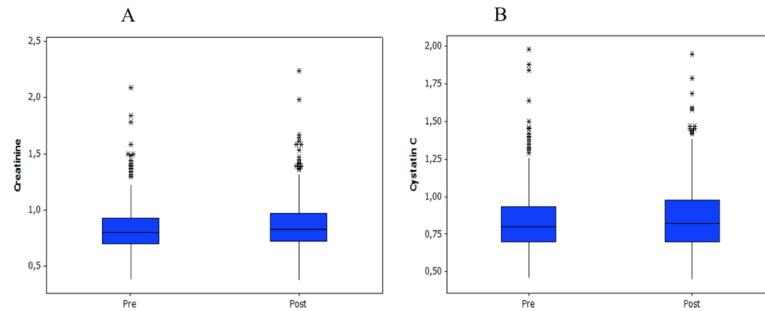 A
2,5
2,0
1,5
1,0
0,5
Creatinine
Pre Post
B
2,00
1,75
1,50
1,25
1,00
0,75
0,50
Cystatin C
Pre Post